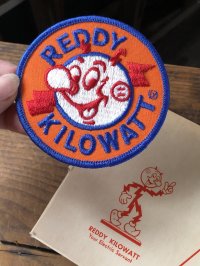 REDDY
KILOWATT®
REDDY KILOWATT
Your Electric Servant